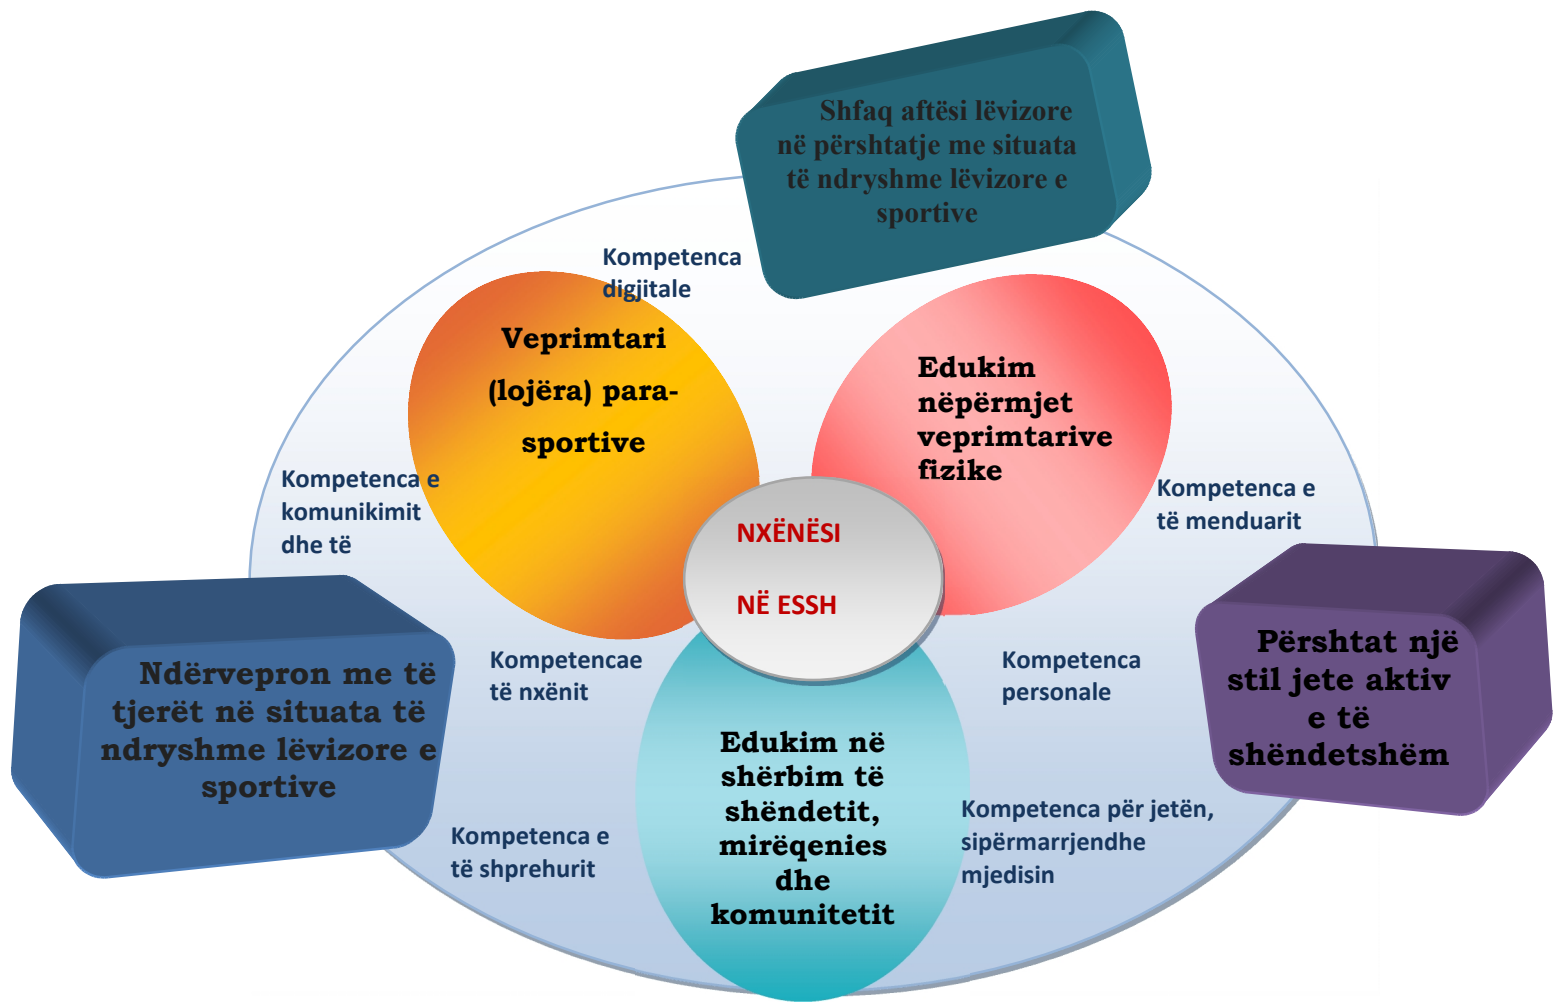 Shfaq aftësi lëvizore
në përshtatje me situata
të ndryshme lëvizore e
sportive
Kompetenca
digjitale
Veprimtari
(lojëra) para-
sportive
Edukim
nëpërmjet
veprimtarive
fizike
Kompetenca e
komunikimit
dhe të
Kompetenca e
të menduarit
NXËNËSI
NË ESSH
Ndërvepron me të
tjerët në situata të
ndryshme lëvizore e
sportive
Kompetencae
të nxënit
Kompetenca
personale
Përshtat një
stil jete aktiv
e të
shëndetshëm
Edukim në
shërbim të
shëndetit,
mirëqenies
dhe
komunitetit
Kompetenca e
të shprehurit
Kompetenca për jetën,
sipërmarrjendhe
mjedisin